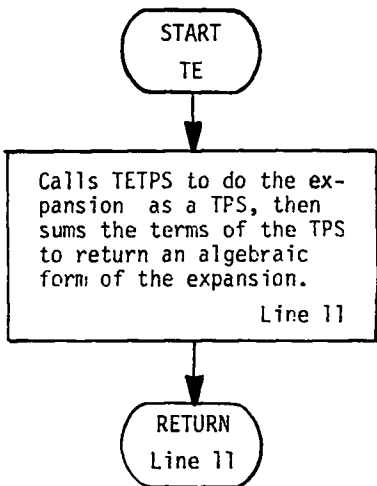 START
TE
Calls TETPS to do the ex-
pansion as a TPS, then
sums the terms of the TPS
to return an algebraic
form of the expansion.
Line 11
RETURN
Line 11